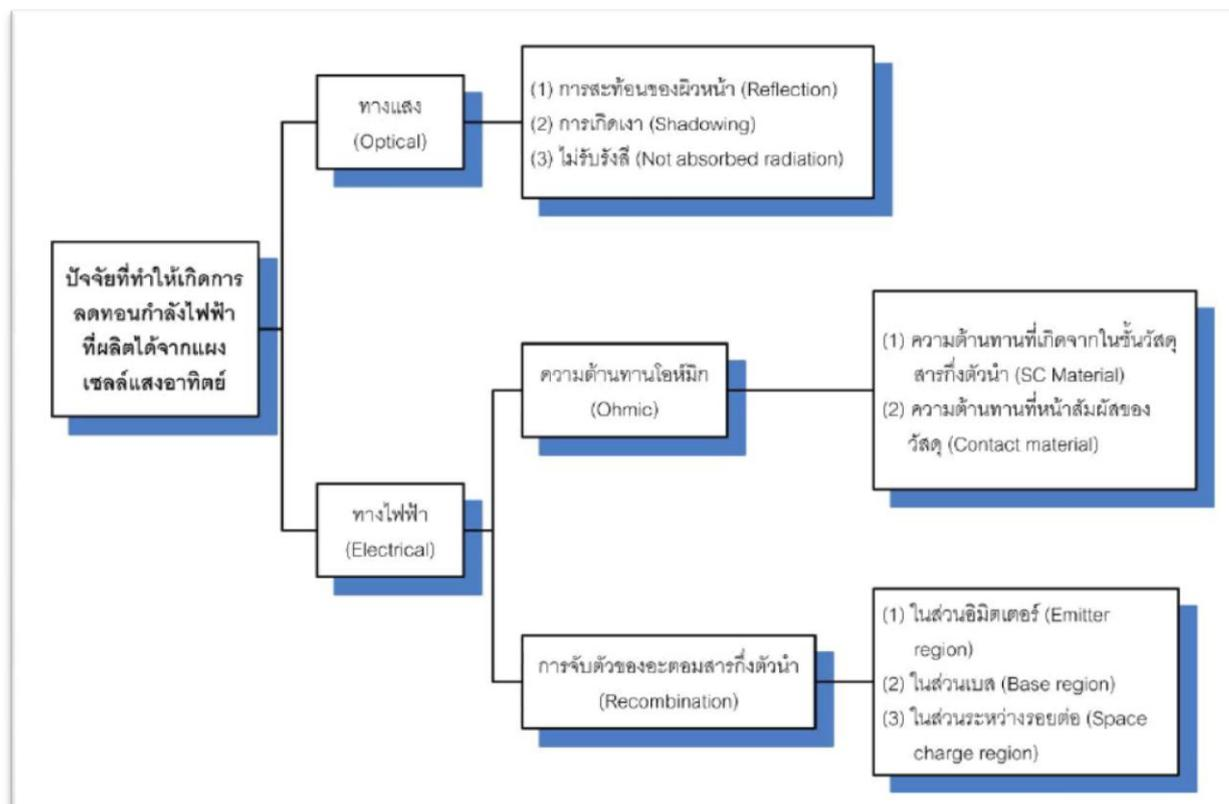 ปัจจัยที่ทำให้เกิดการ
ลดทอนกำลังไฟฟ้า
ที่ผลิตได้จากแผง
เซลล์แสงอาทิตย์
ทางแสง
(Optical)
(1) การสะท้อนของผิวหน้า (Reflection)
(2) การเกิดเงา (Shadowing)
(3) ไม่รับรังสี (Not absorbed radiation)
ทางไฟฟ้า
(Electrical)
ความต้านทานโอห์มิก
(Ohmic)
(1) ความต้านทานที่เกิดจากในชั้นวัสดุ
สารกึ่งตัวนำ (SC Material)
(2) ความต้านทานที่หน้าสัมผัสของ
วัสดุ (Contact material)
การจับตัวของอะตอมสารกึ่งตัวนำ
(Recombination)
(1) ในส่วนอิมิตเตอร์ (Emitter
region)
(2) ในส่วนเบส (Base region)
(3) ในส่วนระหว่างรอยต่อ (Space
charge region)